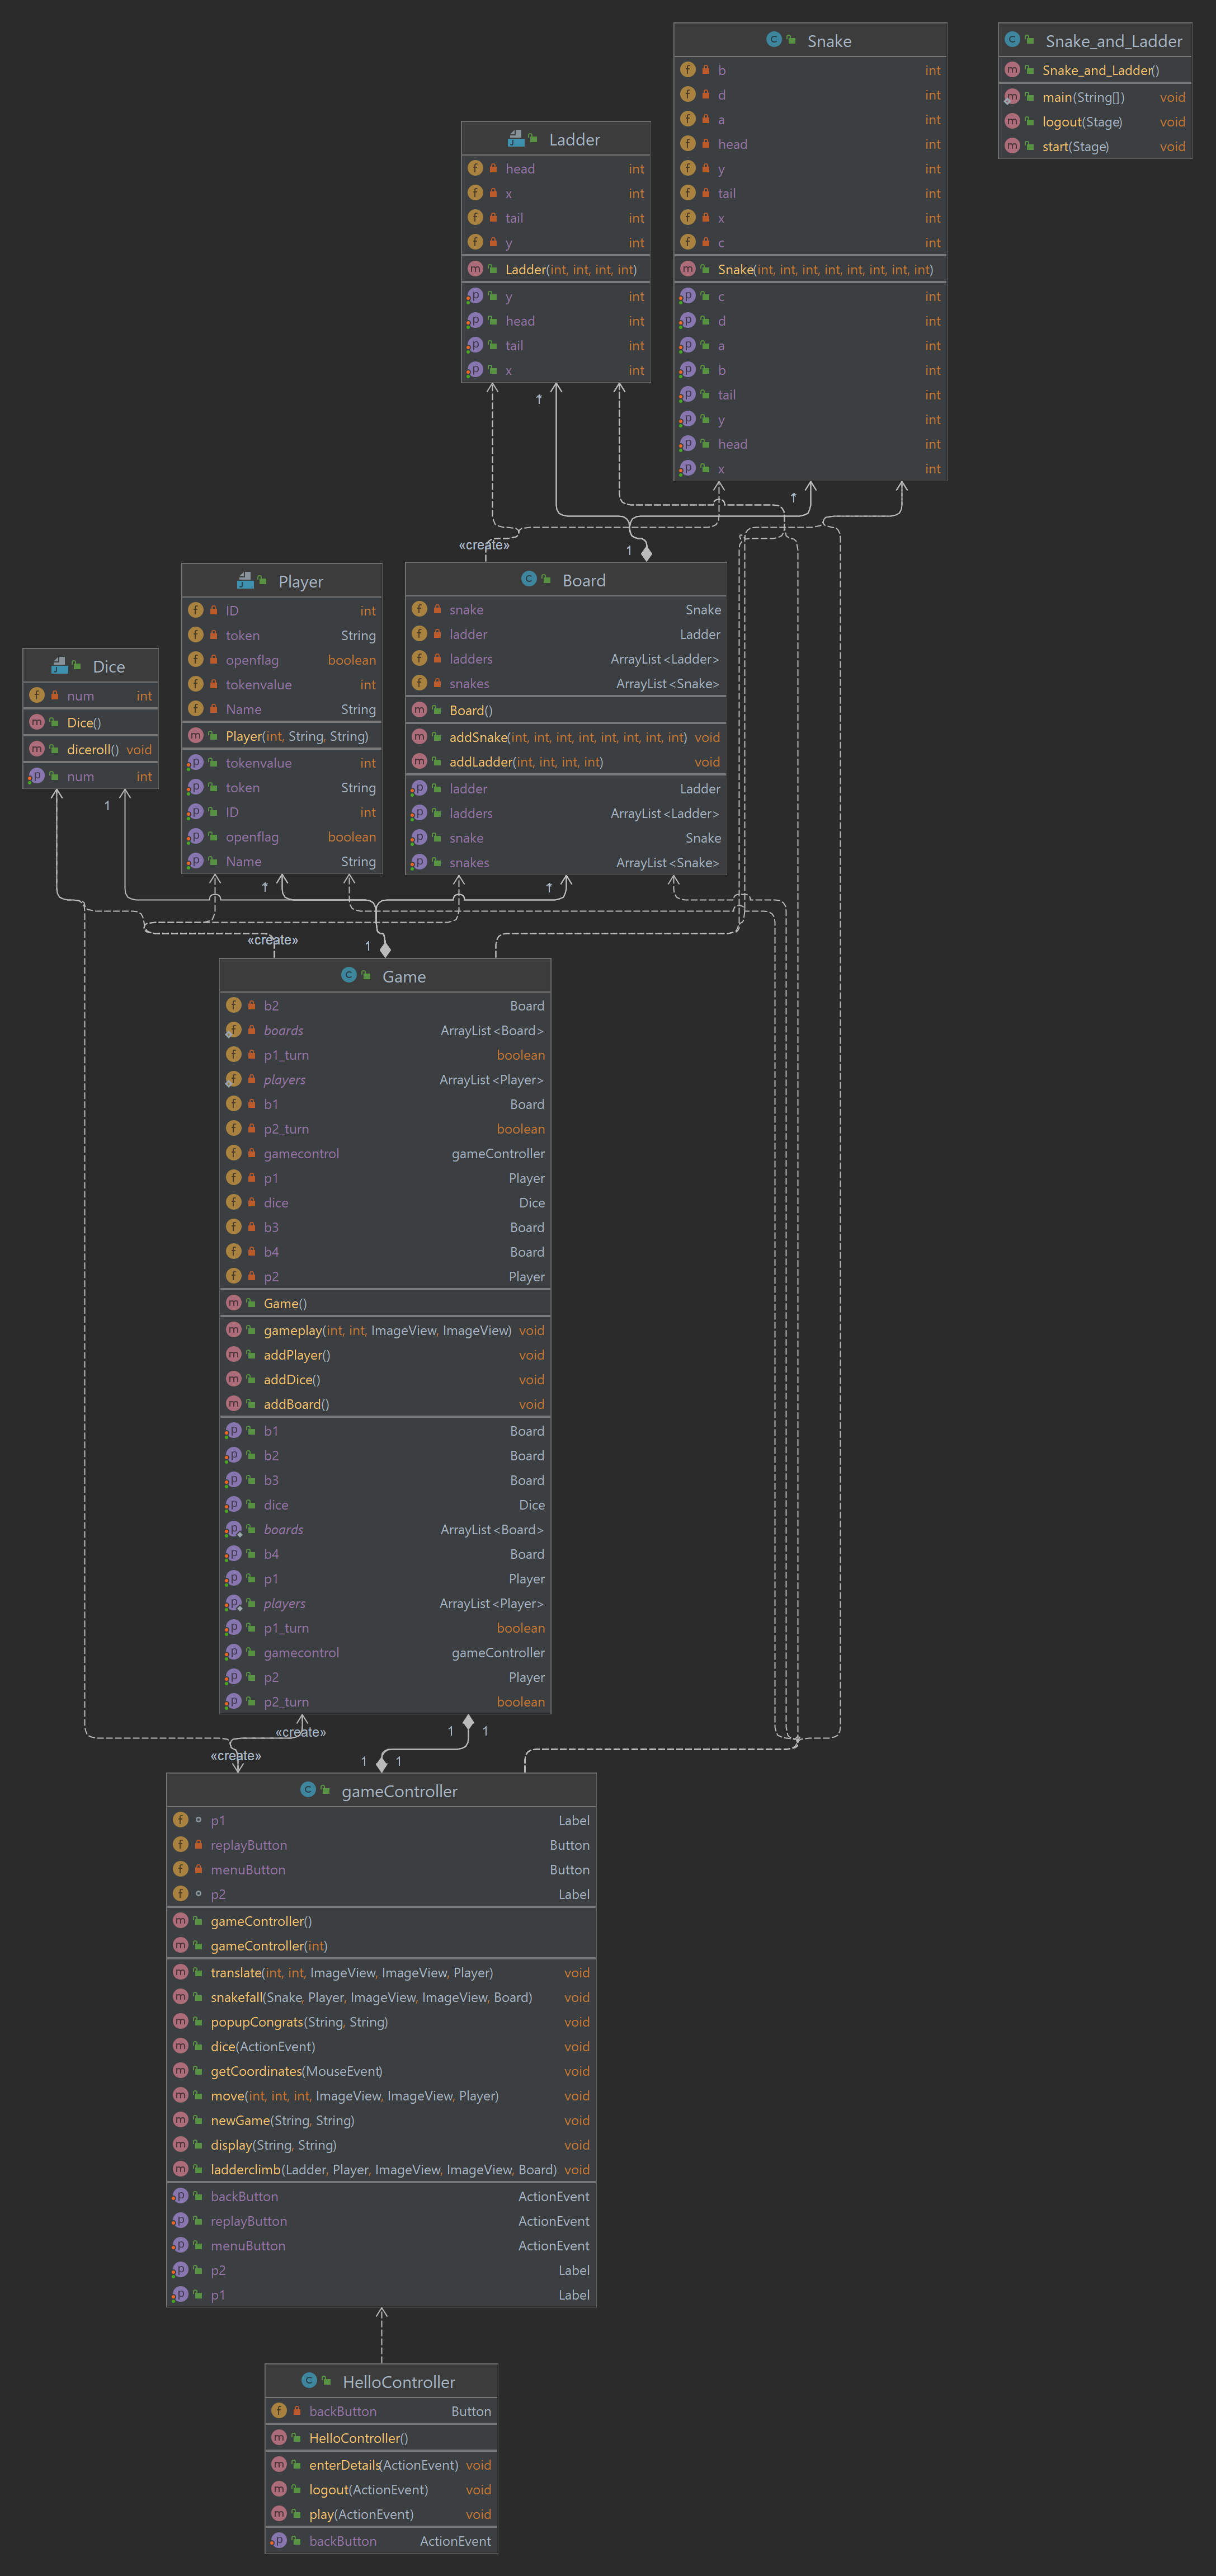 Snake
b int
d int
a int
head int
y int
tail int
x int
c int
Snake(int, int, int, int, int, int, int, int)
c int
d int
a int
b int
tail int
y int
head int
x int
Snake_and_Ladder
Snake_and_Ladder()
main(String[]) void
logout(Stage) void
start(Stage) void
Ladder
head int
x int
tail int
y int
Ladder(int, int, int, int)
y int
head int
tail int
x int
1
1
«create»
1
Player
ID int
token String
openflag boolean
tokenvalue int
Name String
Player(int, String, String)
tokenvalue int
token String
ID int
openflag boolean
Name String
Board
snake Snake
ladder Ladder
ladders ArrayList<Ladder>
snakes ArrayList<Snake>
Board()
addSnake(int, int, int, int, int, int, int, int) void
addLadder(int, int, int, int) void
ladder Ladder
ladders ArrayList<Ladder>
snake Snake
snakes ArrayList<Snake>
Dice
num int
Dice()
diceroll() void
num int
1
1
1
«create»
1
Game
b2 Board
boards ArrayList<Board>
p1_turn boolean
players ArrayList<Player>
b1 Board
p2_turn boolean
gamecontrol gameController
p1 Player
dice Dice
b3 Board
b4 Board
p2 Player
Game()
gameplay(int, int, ImageView, ImageView) void
addPlayer() void
addDice() void
addBoard() void
b1 Board
b2 Board
b3 Board
dice Dice
boards ArrayList<Board>
b4 Board
p1 Player
players ArrayList<Player>
p1_turn boolean
gamecontrol gameController
p2 Player
p2_turn boolean
«create»
1 1
«create»
1 1
gameController
p1 Label
replayButton Button
menuButton Button
p2 Label
gameController()
gameController(int)
translate(int, int, ImageView, ImageView, Player) void
snakefall(Snake, Player, ImageView, ImageView, Board) void
popupCongrats(String, String) void
dice(ActionEvent) void
getCoordinates(MouseEvent) void
move(int, int, int, ImageView, ImageView, Player) void
newGame(String, String) void
display(String, String) void
ladderclimb(Ladder, Player, ImageView, ImageView, Board) void
backButton ActionEvent
replayButton ActionEvent
menuButton ActionEvent
p2 Label
p1 Label
HelloController
backButton Button
HelloController()
enterDetails(ActionEvent) void
logout(ActionEvent) void
play(ActionEvent) void
backButton ActionEvent